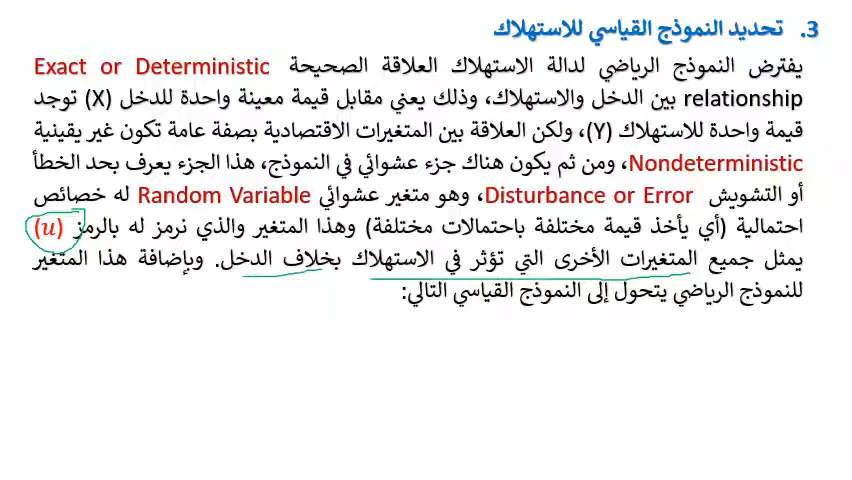 3. تحديد النموذج القياسي للاستهلاك
يفترض النموذج الرياضي لدالة الاستهلاك العلاقة الصحيحة Exact or Deterministic
relationship بين الدخل والاستهلاك، وذلك يعني مقابل قيمة معينة واحدة للدخل (X) توجد
قيمة واحدة للاستهلاك (Y)، ولكن العلاقة بين المتغيرات الاقتصادية بصفة عامة تكون غير يقينية
Nondeterministic، ومن ثم يكون هناك جزء عشوائي في النموذج، هذا الجزء يعرف بحد الخطأ
أو التشويش Disturbance or Error، وهو متغير عشوائي Random Variable له خصائص
احتمالية (أي يأخذ قيمة مختلفة باحتمالات مختلفة) وهذا المتغير والذي نرمز له بالرمز (u)
يمثل جميع المتغيرات الأخرى التي تؤثر في الاستهلاك بخلاف الدخل. وبإضافة هذا المتغير
للنموذج الرياضي يتحول إلى النموذج القياسي التالي: